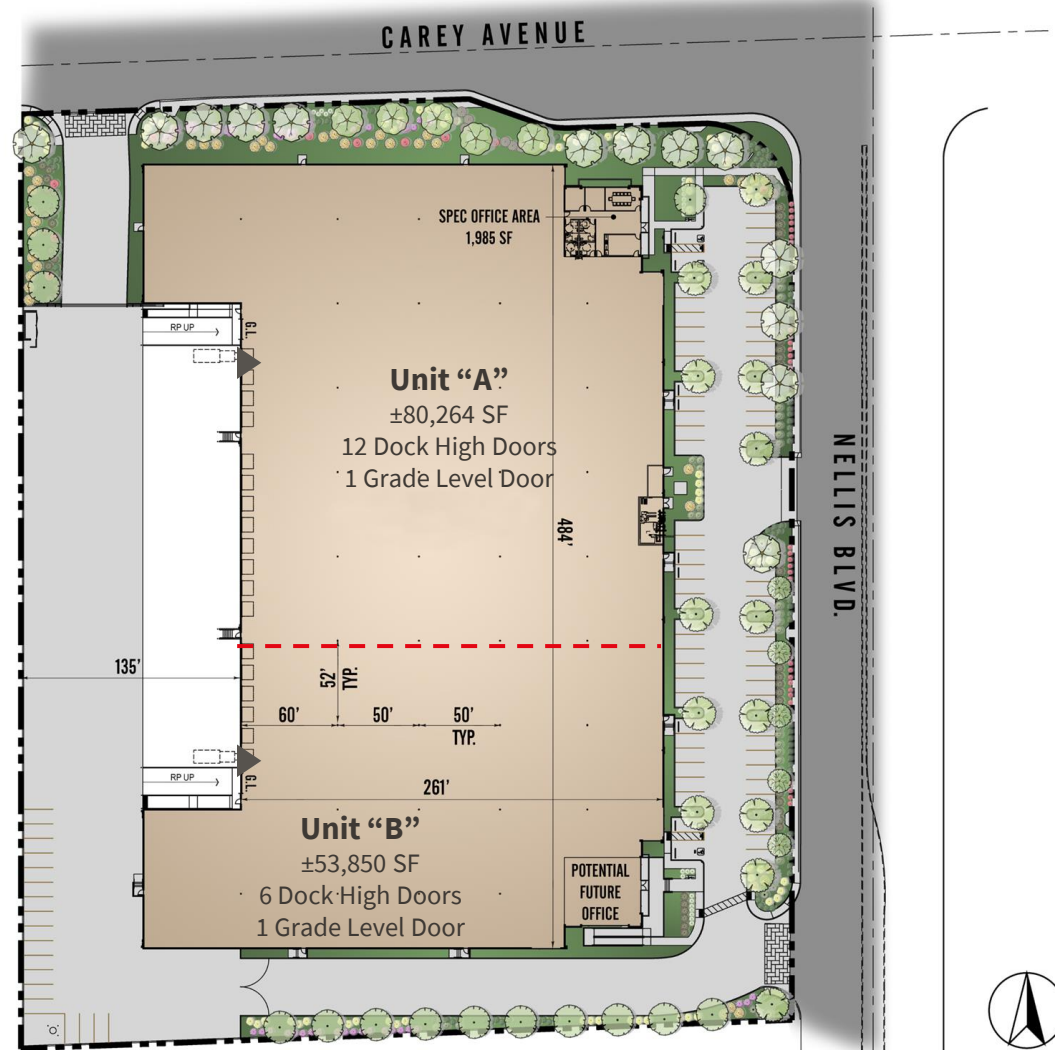 CAREY AVENUE
SPEC OFFICE AREA
1,985 SF
RP UP
G.L.
Unit “A”
±80,264 SF
12 Dock High Doors
1 Grade Level Door
NELLIS BLVD.
484'
135'
52'
TYP.
60'
50'
50'
TYP.
RP UP
G.L.
261'
Unit “B”
±53,850 SF
6 Dock High Doors
1 Grade Level Door
POTENTIAL
FUTURE
OFFICE